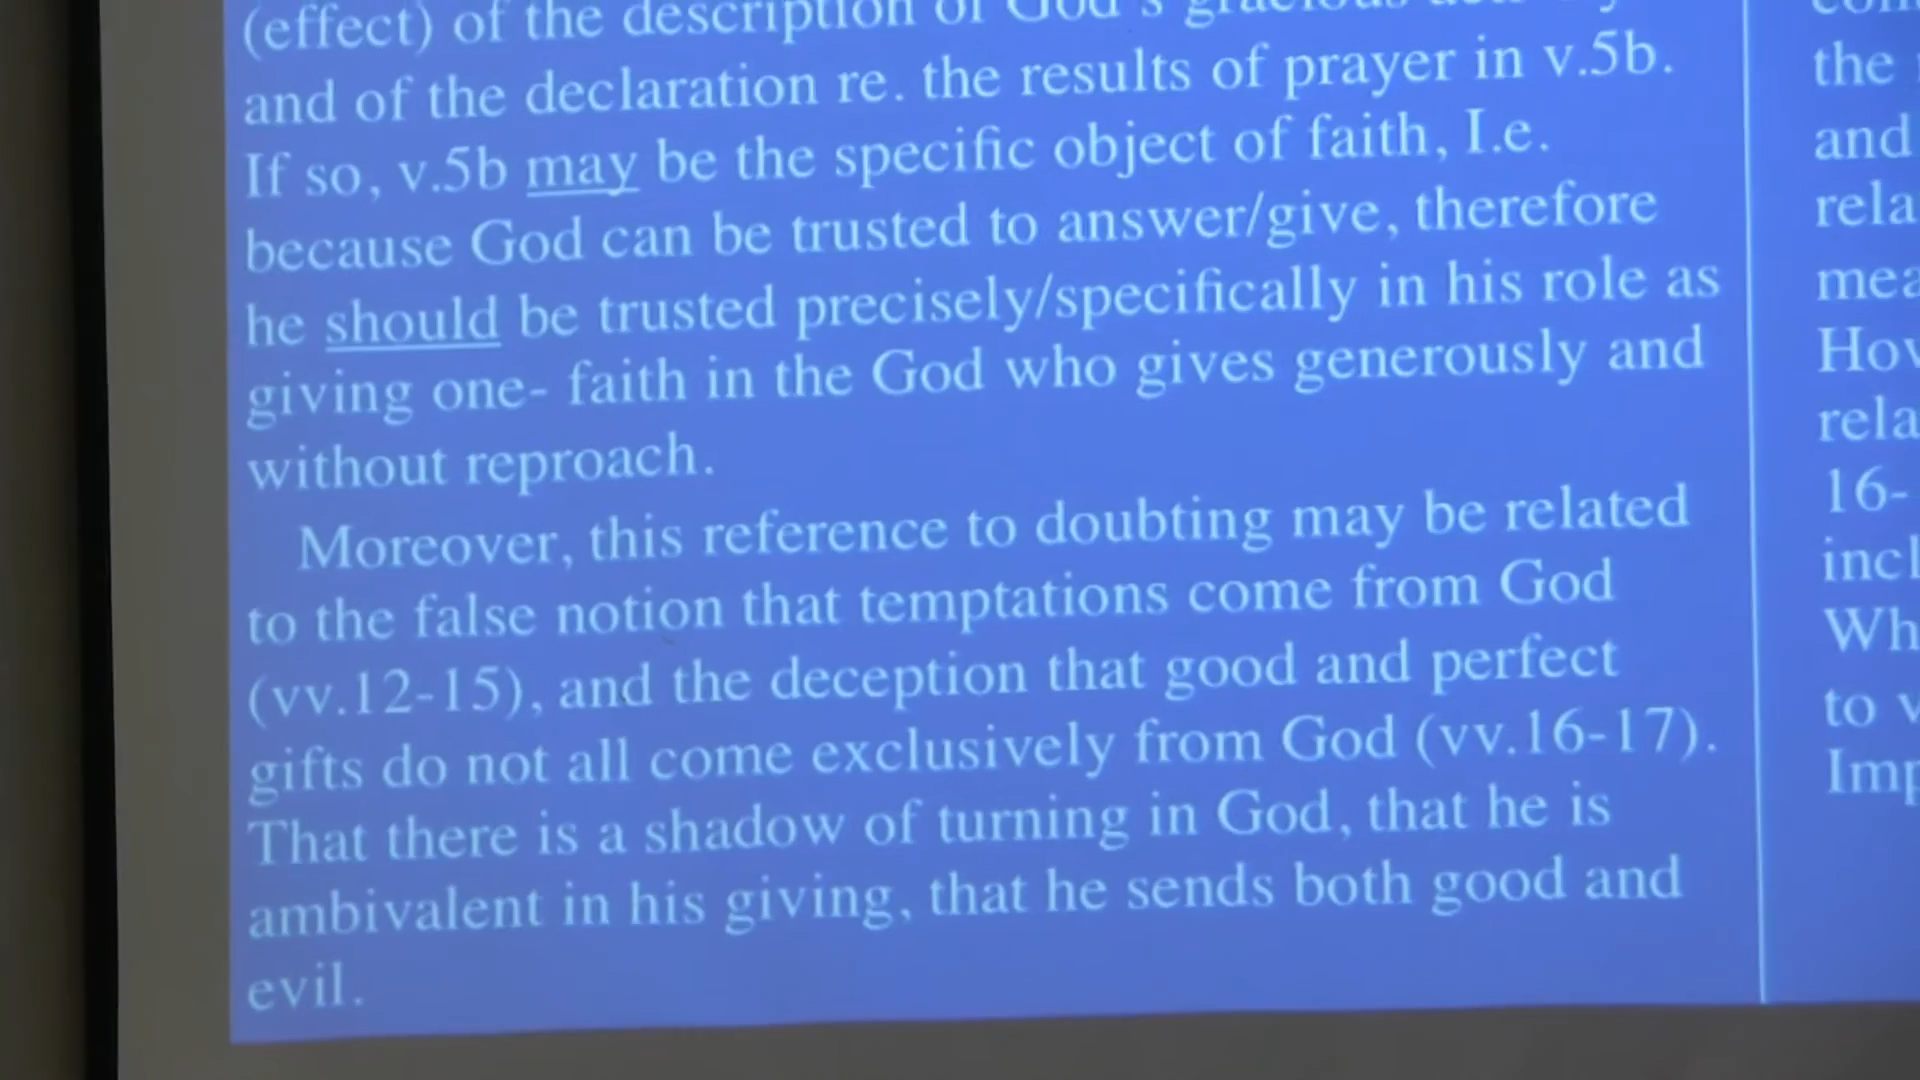 (effect) of the description of God's gracious
and of the declaration re. the results of prayer in v.5b.
If so, v.5b may be the specific object of faith, I.e.
because God can be trusted to answer/give, therefore
he should be trusted precisely/specifically in his role as
giving one- faith in the God who gives generously and
without reproach.
Moreover, this reference to doubting may be related
to the false notion that temptations come from God
(vv.12-15), and the deception that good and perfect
gifts do not all come exclusively from God (vv.16-17).
That there is a shadow of turning in God, that he is
ambivalent in his giving, that he sends both good and
evil.
the
and
16-
to